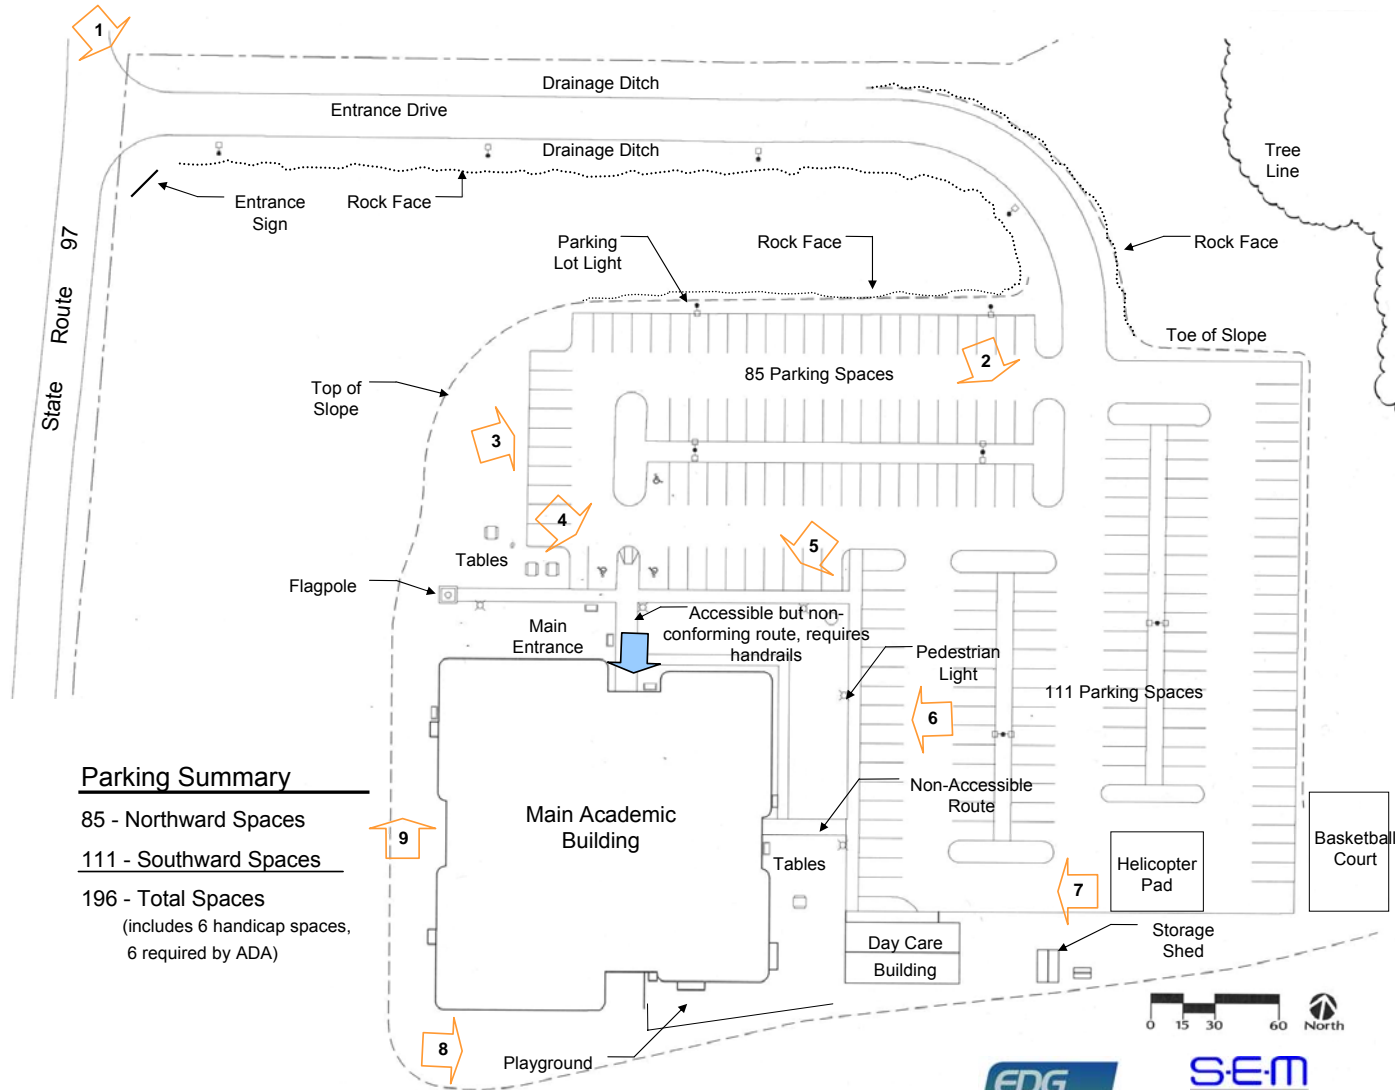 1
Drainage Ditch
Entrance Drive
Drainage Ditch
Entrance
Sign
Rock Face
Tree
Line
State Route 97
Parking
Lot Light
Rock Face
Rock Face
Toe of Slope
2
85 Parking Spaces
Top of
Slope
3
4
5
Tables
Flagpole
Main
Entrance
Accessible but non-
conforming route, requires
handrails
Pedestrian
Light
111 Parking Spaces
6
Parking Summary
85 - Northward Spaces
111 - Southward Spaces
196 - Total Spaces
(includes 6 handicap spaces,
6 required by ADA)
9
Main Academic
Building
Non-Accessible
Route
Tables
Helicopter
Pad
Basketball
Court
7
Day Care
Building
Storage
Shed
8
Playground
0 15 30 60 North
EDG
S·E·M